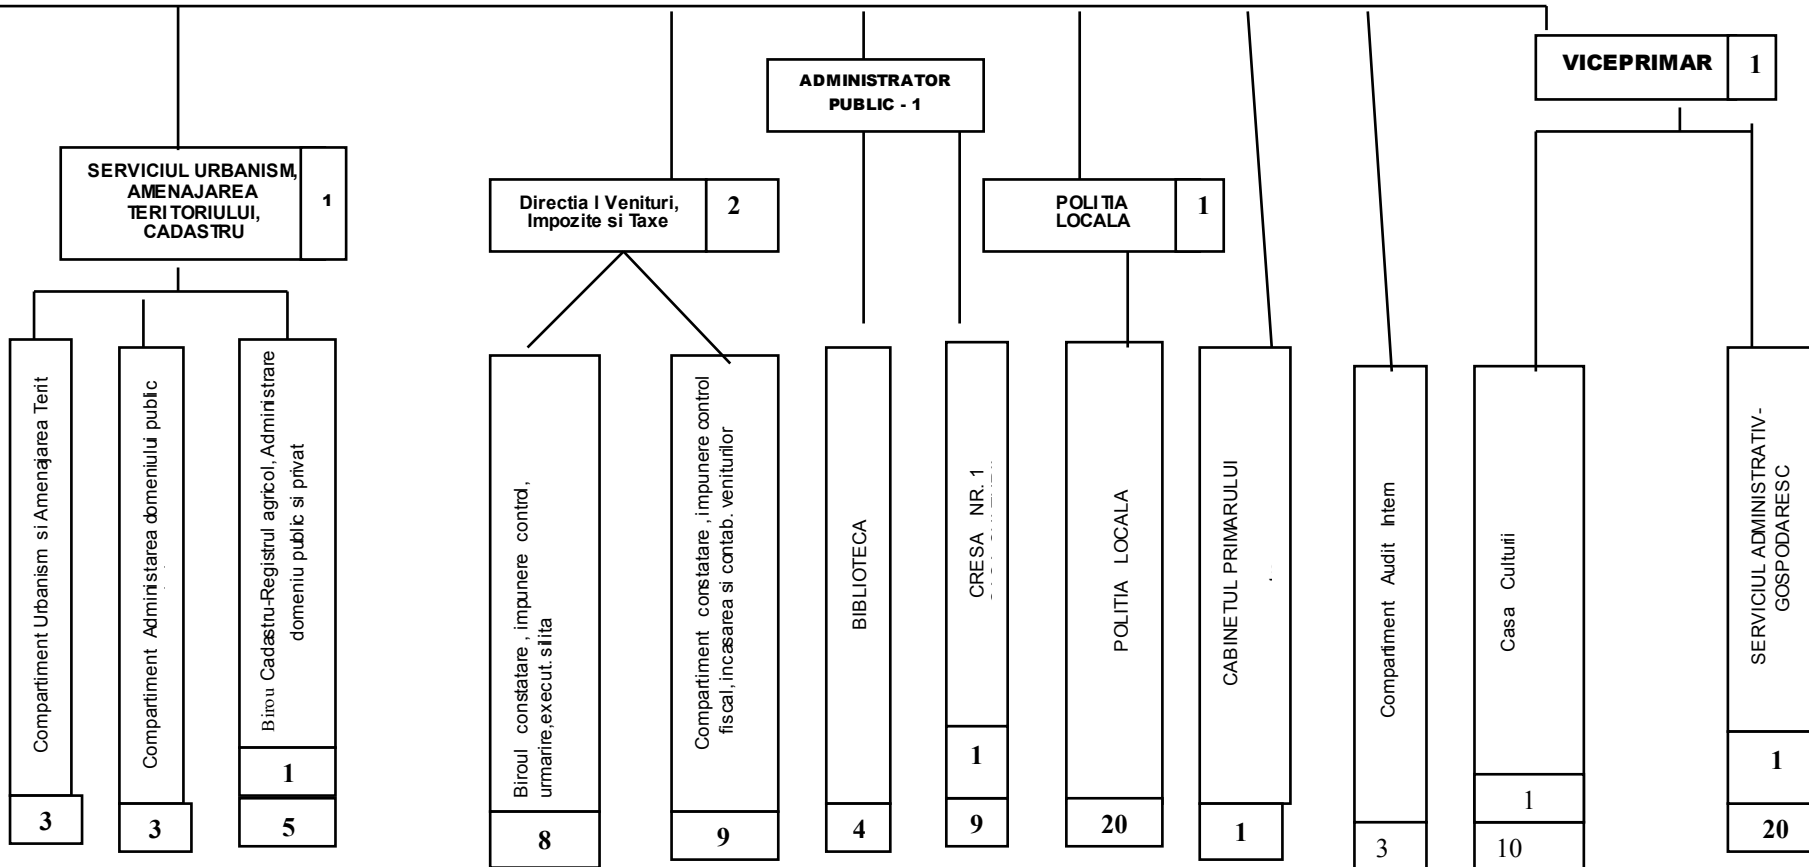 VICEPRIMAR 1
ADMINISTRATOR
PUBLIC - 1
SERVICIUL URBANISM,
AMENAJAREA
TERITORIULUI,
CADASTRU
1
Directia I Venituri,
Impozite si Taxe
2
POLITIA
LOCALA
1
Compartiment Urbanism si Amenajarea Terit
3
Compartiment Administarea domeniului public
3
Birou Cadastru-Registrul agricol, Administrare
domeniu public si privat
1
5
Biroul constatare , impunere control,
urmarire,execut. silita
8
Compartiment constatare , impunere control
fiscal, incasarea si contab. veniturilor
9
BIBLIOTECA
4
CRESA NR. 1
1
9
POLITIA LOCALA
20
CABINETUL PRIMARULUI
1
Compartiment Audit Intern
3
Casa Culturii
1
10
SERVICIUL ADMINISTRATIV-
GOSPODARESC
1
20